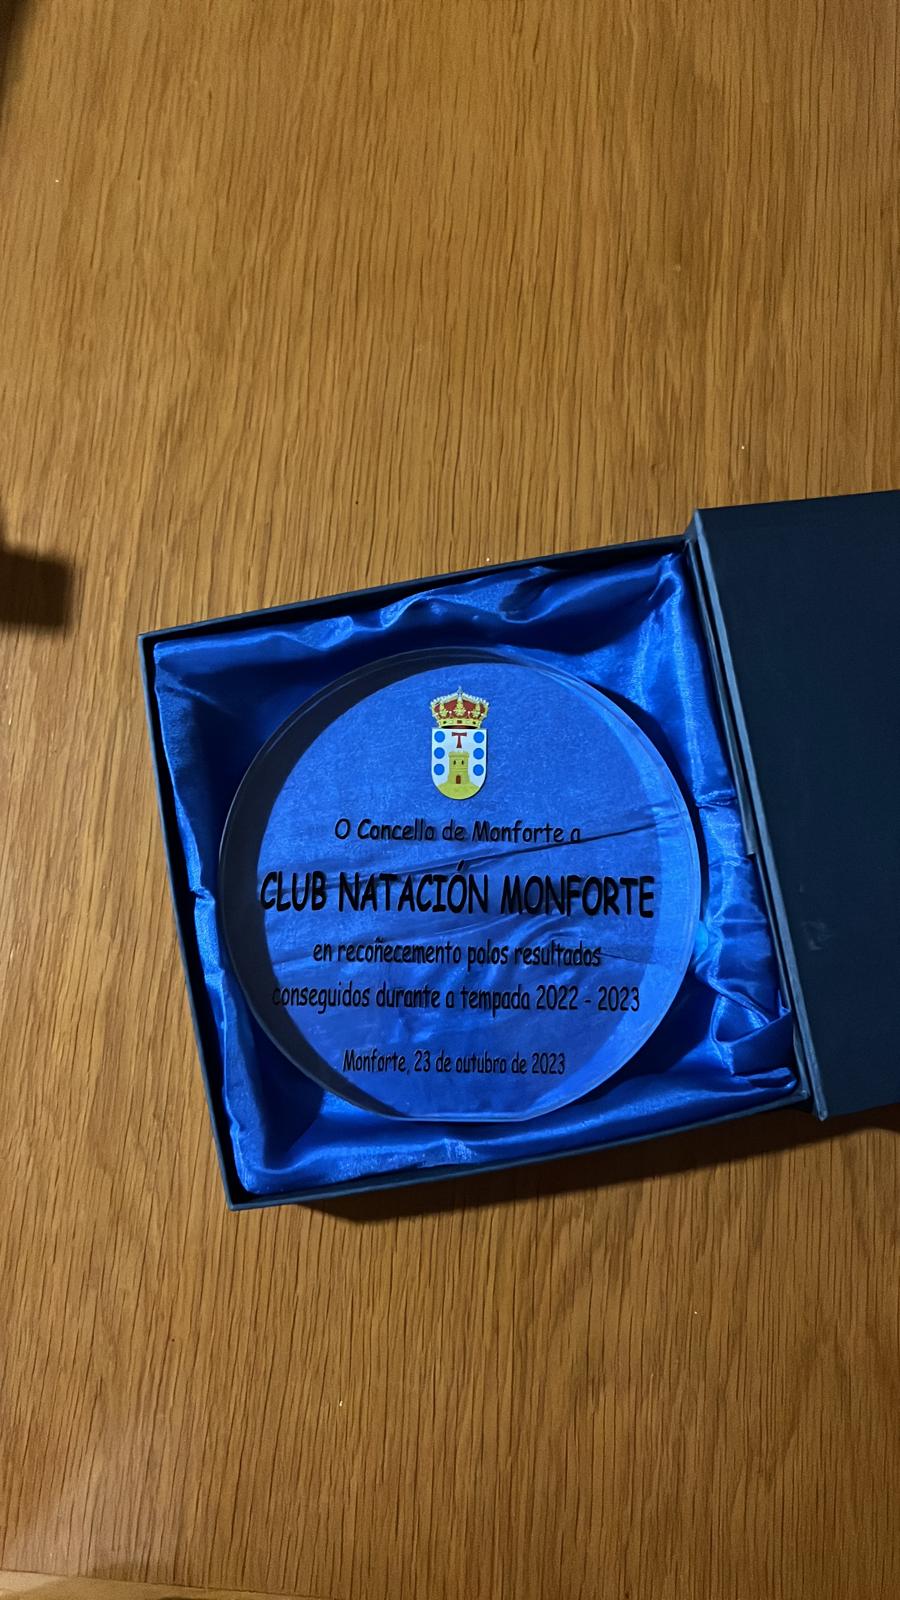 T
O Concello de Monforte a
CLUB NATACIÓN MONFORTE
en recoñecemento polos resultados
conseguidos durante a tempada 2022 - 2023
Monforte, 23 de outubro de 2023